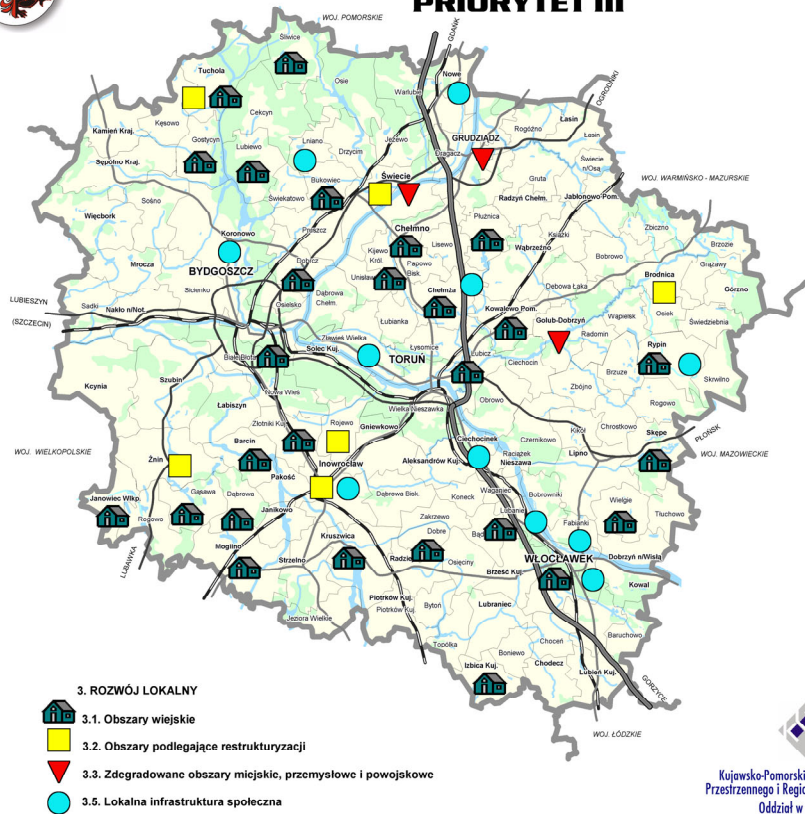 PRIORYTET III
WOJ. POMORSKIE
GDAŃSK
Śliwice
Osie
Nowe
Tuchola
Warlubie
OGRODNIKI
Kęsowo
Cekcyn
Łasin
Rogóźno
GRUDZIĄDZ
Kamień Kraj.
Gostycyn
Lniano
Jeżewo
Dragacz
Łasin
Lubiewo
Drzycim
Sępólno Kraj.
Świecie
n/Osą
Bukowiec
Świecie
Gruta
WOJ. WARMIŃSKO - MAZURSKIE
Sośno
Świekatowo
Radzyń Chełm.
Jabłonowo-Pom.
Więcbork
Płużnica
Zbiczno
Koronowo
Pruszcz
Chełmno
Książki
Lisewo
Wąbrzeźno
Brzozie
Kijewo
Król.
Papowo
Bisk.
Bobrowo
Mrocza
BYDGOSZCZ
Dobrcz
Unisław
Brodnica
Dębowa Łąka
Górzno
Sicienko
Dąbrowa
Chełm.
Chełmża
LUBIESZYN
Sadki
Nakło n/Not.
Osielsko
Kowalewo Pom.
Golub-Dobrzyń
Wąpielsk
Osiek
Świedziebnia
(SZCZECIN)
Łubianka
Radomin
Zławieś Wielka
Solec Kuj.
Łysomice
Rypin
Białe Błota
TORUŃ
Lubicz
Ciechocin
Brzuze
Skrwilno
Kcynia
Szubin
Nowa Wieś
Zbójno
Obrowo
Rogowo
Łabiszyn
Wielka Nieszawka
Złotniki Kuj.
Rojewo
Gniewkowo
Chrostkowo
Kikół
Skępe
PŁOŃSK
Ciechocinek
Czernikowo
WOJ. WIELKOPOLSKIE
Barcin
Lipno
WOJ. MAZOWIECKIE
Żnin
Inowrocław
Aleksandrów Kuj.
Raciążek
Nieszawa
Pakość
Gąsawa
Dąbrowa
Dąbrowa Bisk.
Koneck
Waganiec
Bobrowniki
Wielgie
Tłuchowo
Janowiec Wlkp.
Rogowo
Janikowo
Zakrzewo
Lubanie
Fabianki
Dobre
Mogilno
Kruszwica
WŁOCŁAWEK
Dobrzyń n/Wisłą
LUBAWKA
Strzelno
Osięciny
Brześć Kuj.
Kowal
Piotrków Kuj.
Jeziora Wielkie
Piotrków Kuj.
Bytoń
Lubraniec
Baruchowo
Topólka
Choceń
Boniewo
Izbica Kuj.
Chodecz
Lubień Kuj.
GORZYCE
WOJ. ŁÓDZKIE
3. ROZWÓJ LOKALNY
3.1. Obszary wiejskie
3.2. Obszary podlegające restrukturyzacji
3.3. Zdegradowane obszary miejskie, przemysłowe i powojskowe
3.5. Lokalna infrastruktura społeczna
Kujawsko-Pomorski
Przestrzennego i Regio
Oddział w